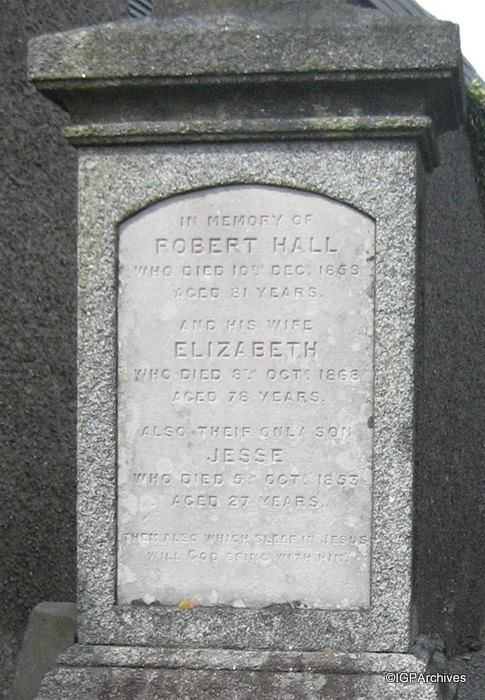 IN MEMORY OF
ROBERT HALL
WHO DIED 10TH DEC. 1859
AGED 81 YEARS.
AND HIS WIFE
ELIZABETH
WHO DIED 6TH OCTR. 1868
AGED 78 YEARS.
ALSO THEIR ONLY SON
JESSE
WHO DIED 5TH OCT. 1853
AGED 27 YEARS.
THEM ALSO WHICH SLEEP IN JESUS
WILL GOD BRING WITH HIM.
©IGPArchives